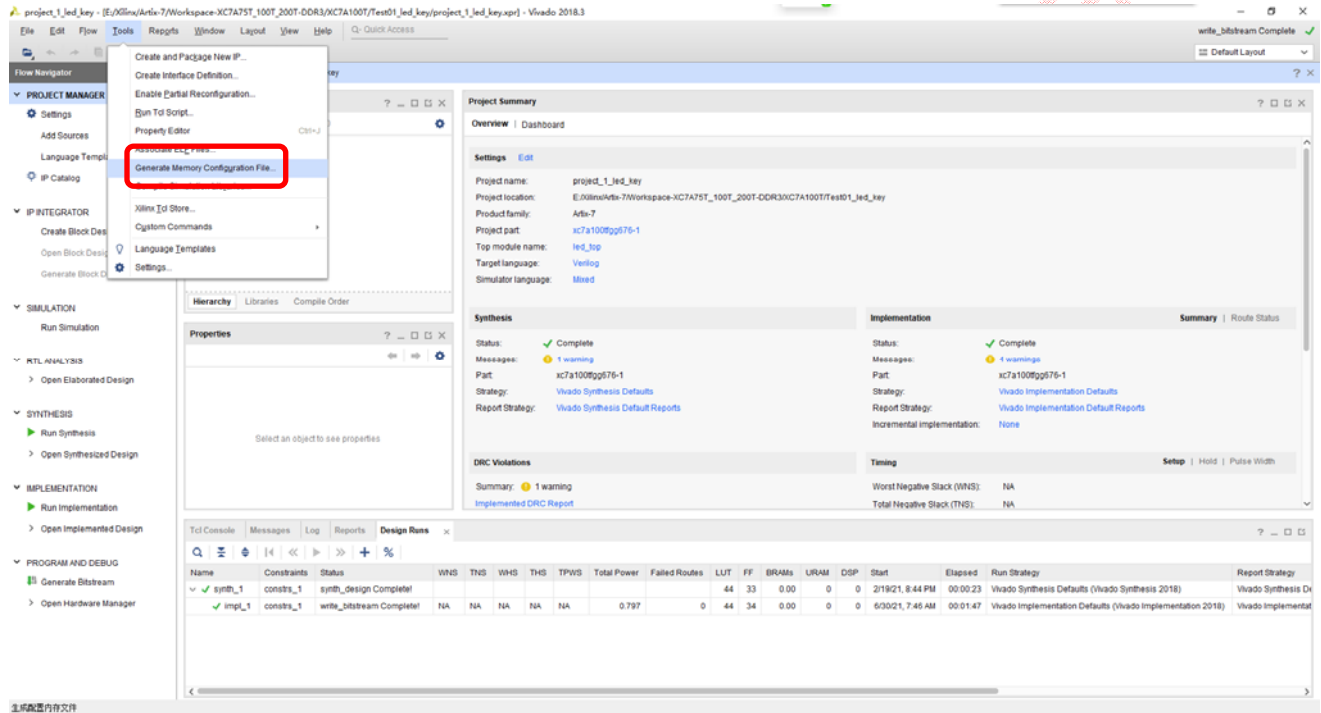 project_1_led_key - [E:/Xilinx/Artix-7/Workspace-XC7A75T_100T_200T-DDR3/XC7A100T/Test01_led_key/project_1_led_key.xpr] - Vivado 2018.3
File Edit Flow Tools Reports Window Layout View Help Q- Quick Access
write_bitstream Complete
Default Layout
Flow Navigator
key
? ×
PROJECT MANAGER
Settings
Add Sources
Language Templa
IP Catalog
IP INTEGRATOR
Create Block Des
Open Block Desig
Generate Block D
SIMULATION
Run Simulation
RTL ANALYSIS
Open Elaborated Design
SYNTHESIS
Run Synthesis
Open Synthesized Design
IMPLEMENTATION
Run Implementation
Open Implemented Design
PROGRAM AND DEBUG
Generate Bitstream
Open Hardware Manager
Create and Package New IP...
Create Interface Definition...
Enable Partial Reconfiguration...
Run Tcl Script...
Property Editor Ctrl+J
Associate ELF Files...
Generate Memory Configuration File...
Xilinx Tcl Store...
Custom Commands
Language Templates
Settings...
Hierarchy Libraries Compile Order
Properties
Select an object to see properties
Project Summary
Overview | Dashboard
Settings Edit
Project name: project_1_led_key
Project location: E:/Xilinx/Artix-7/Workspace-XC7A75T_100T_200T-DDR3/XC7A100T/Test01_led_key
Product family: Artix-7
Project part: xc7a100tfgg676-1
Top module name: led_top
Target language: Verilog
Simulator language: Mixed
Synthesis
Status: Complete
Messages: 1 warning
Part: xc7a100tfgg676-1
Strategy: Vivado Synthesis Defaults
Report Strategy: Vivado Synthesis Default Reports
Implementation Summary | Route Status
Status: Complete
Messages: 4 warnings
Part: xc7a100tfgg676-1
Strategy: Vivado Implementation Defaults
Report Strategy: Vivado Implementation Default Reports
Incremental implementation: None
DRC Violations
Summary: 1 warning
Implemented DRC Report
Timing Setup | Hold | Pulse Width
Worst Negative Slack (WNS): NA
Total Negative Slack (TNS): NA
Tcl Console Messages Log Reports Design Runs
Name Constraints Status WNS TNS WHS THS TPWS Total Power Failed Routes LUT FF BRAMs URAM DSP Start Elapsed Run Strategy Report Strategy
synth_1 constrs_1 synth_design Complete! 44 33 0.00 0 0 2/19/21, 8:44 PM 00:00:23 Vivado Synthesis Defaults (Vivado Synthesis 2018) Vivado Synthesis De
impl_1 constrs_1 write_bitstream Complete! NA NA NA NA NA 0.797 0 44 34 0.00 0 0 6/30/21, 7:46 AM 00:01:47 Vivado Implementation Defaults (Vivado Implementation 2018) Vivado Implementat
生成配置内存文件